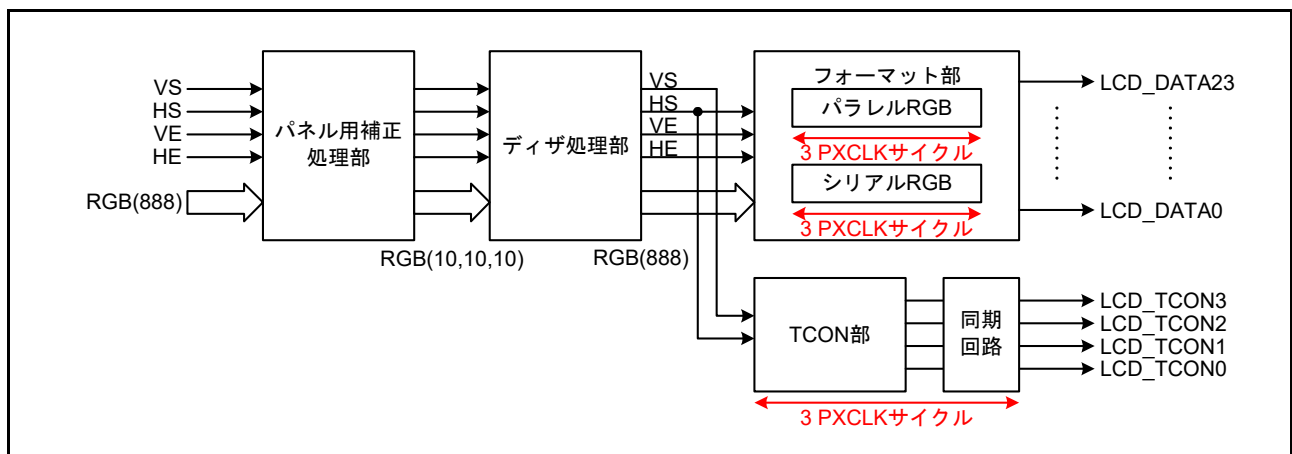 VS
HS
VE
HE
RGB(888)
パネル用補正
処理部
RGB(10,10,10)
ディザ処理部
VS
HS
VE
HE
RGB(888)
フォーマット部
パラレルRGB
3 PXCLKサイクル
シリアルRGB
3 PXCLKサイクル
LCD_DATA23
LCD_DATA0
TCON部
同期
回路
3 PXCLKサイクル
LCD_TCON3
LCD_TCON2
LCD_TCON1
LCD_TCON0